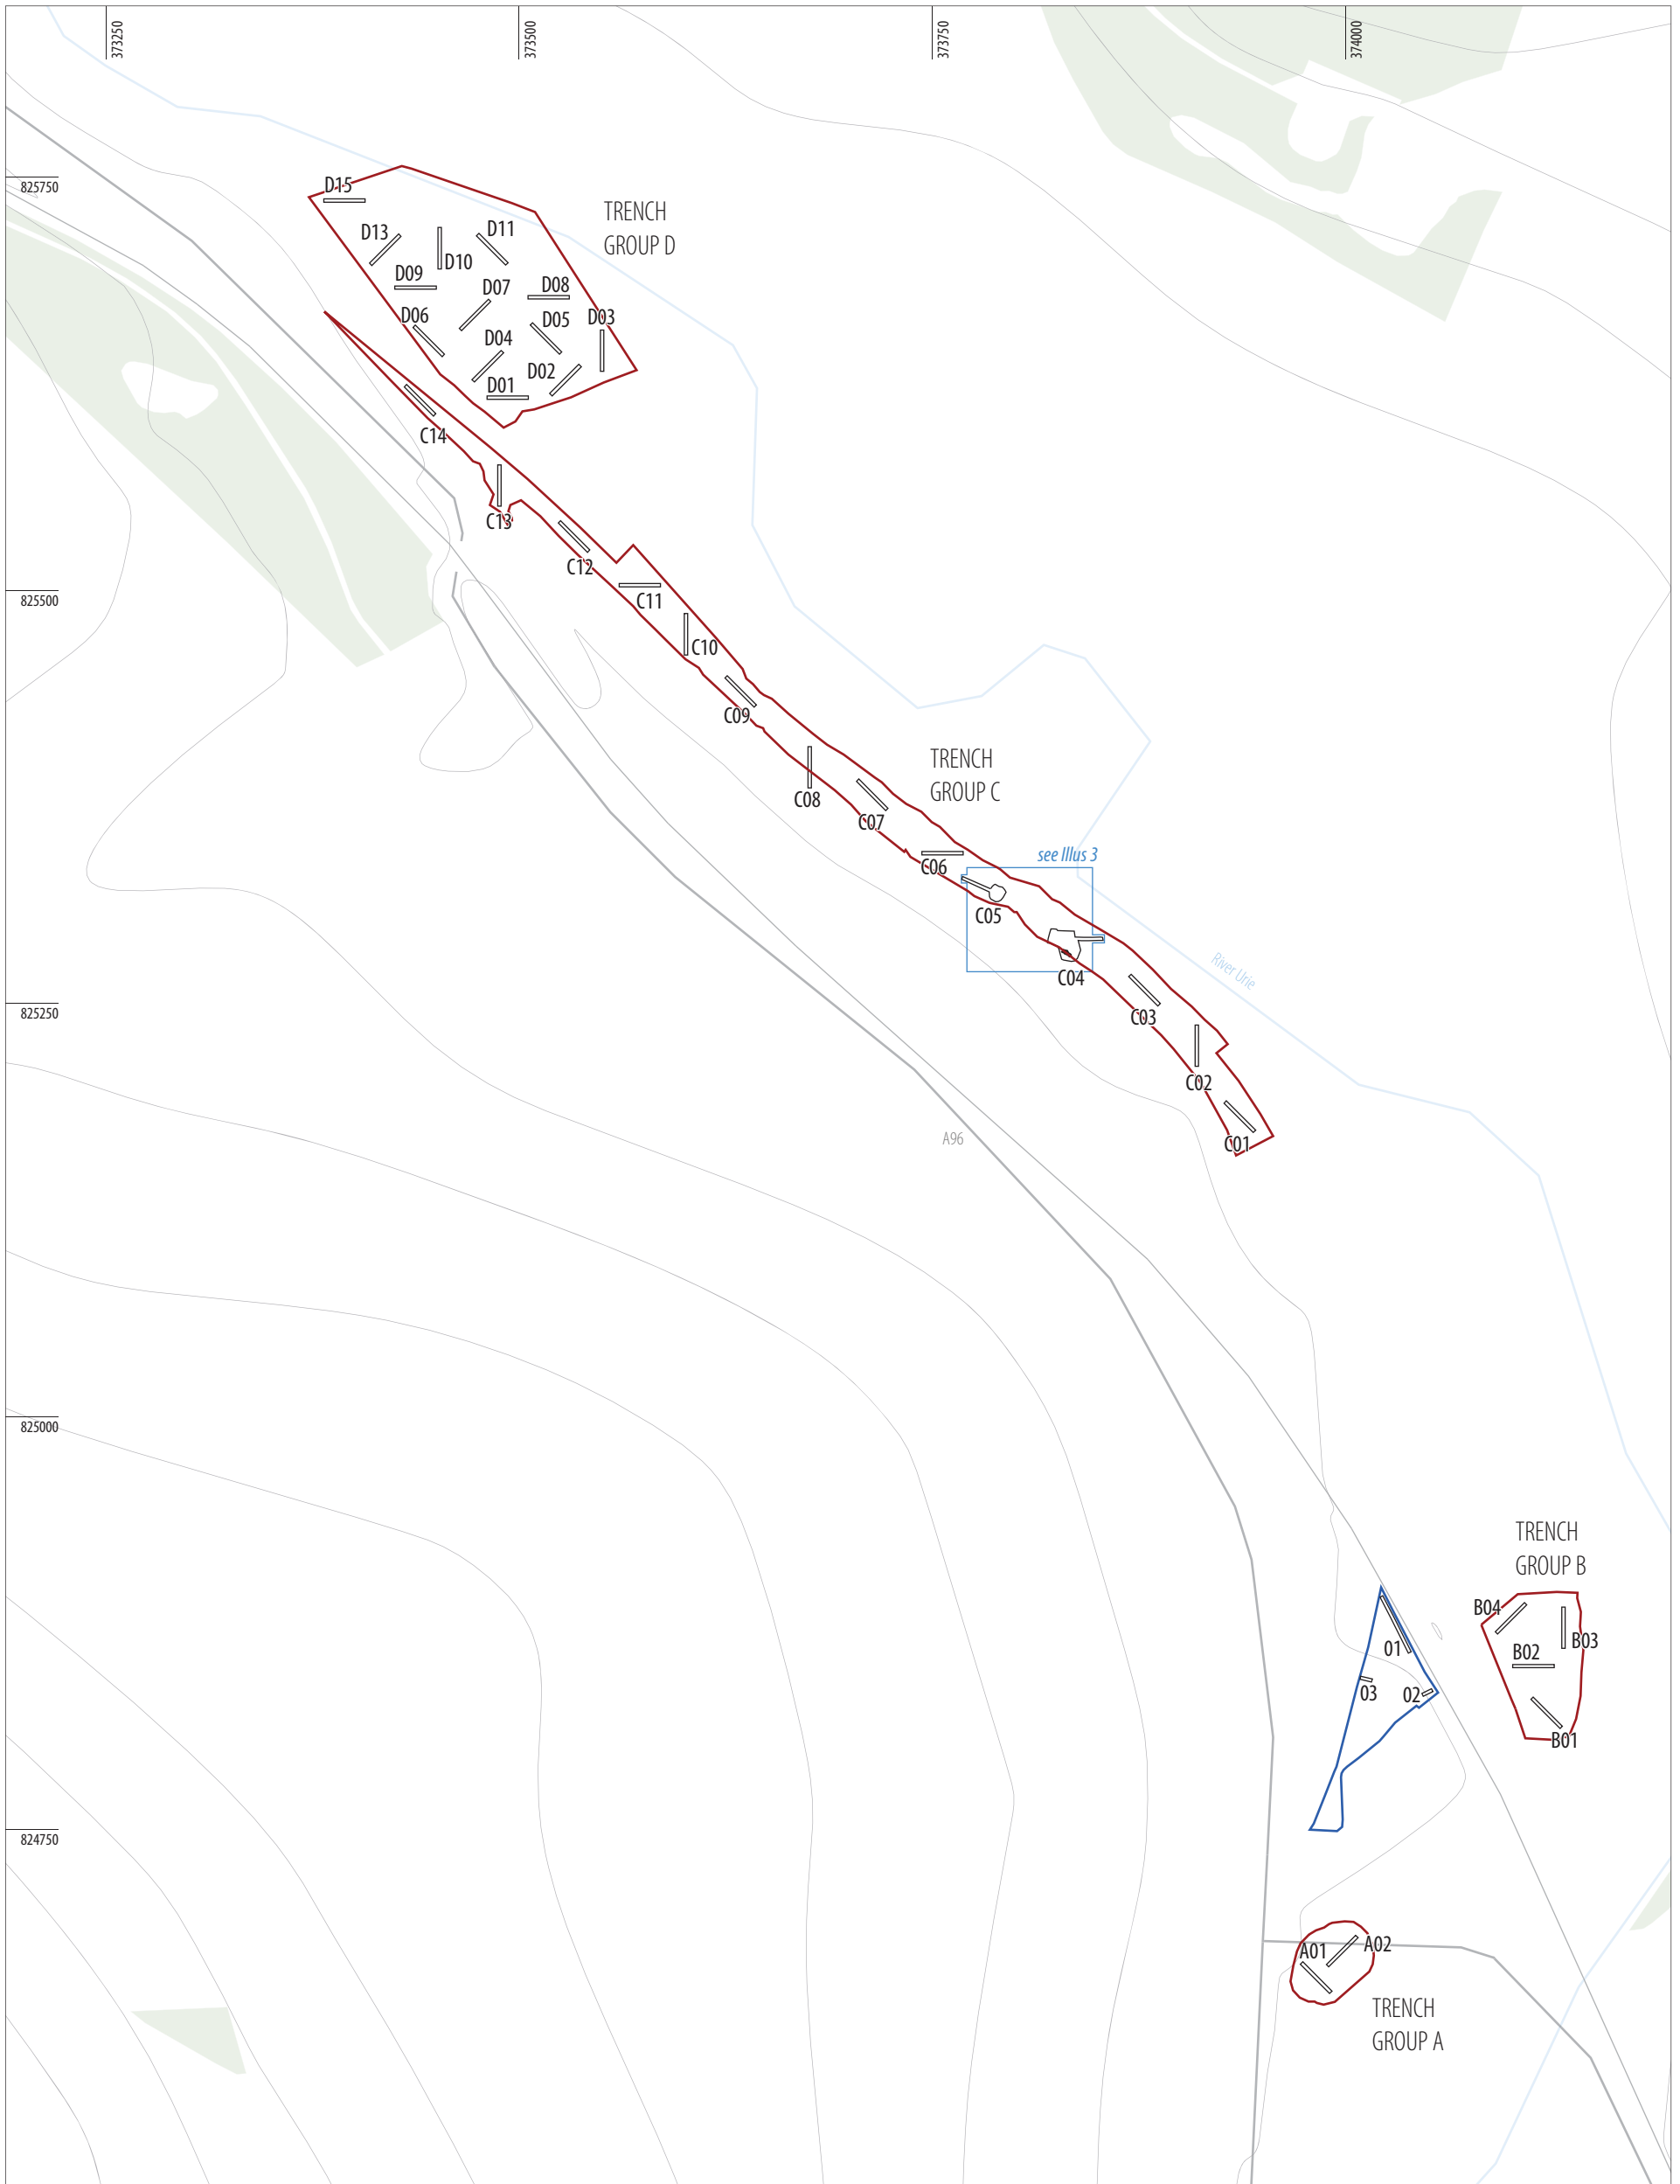 373250
373500
373750
374000
825750
D15
TRENCH
GROUP D
D13
D11
D10
D09
D08
D07
D06
D05
D03
D04
D02
D01
C14
C13
C12
825500
C11
C10
C09
TRENCH
GROUP C
C08
C07
see Illus 3
C06
C05
River Urie
C04
825250
C03
C02
A96
C01
825000
TRENCH
GROUP B
B04
B03
01
B02
03
02
B01
824750
A01
A02
TRENCH
GROUP A